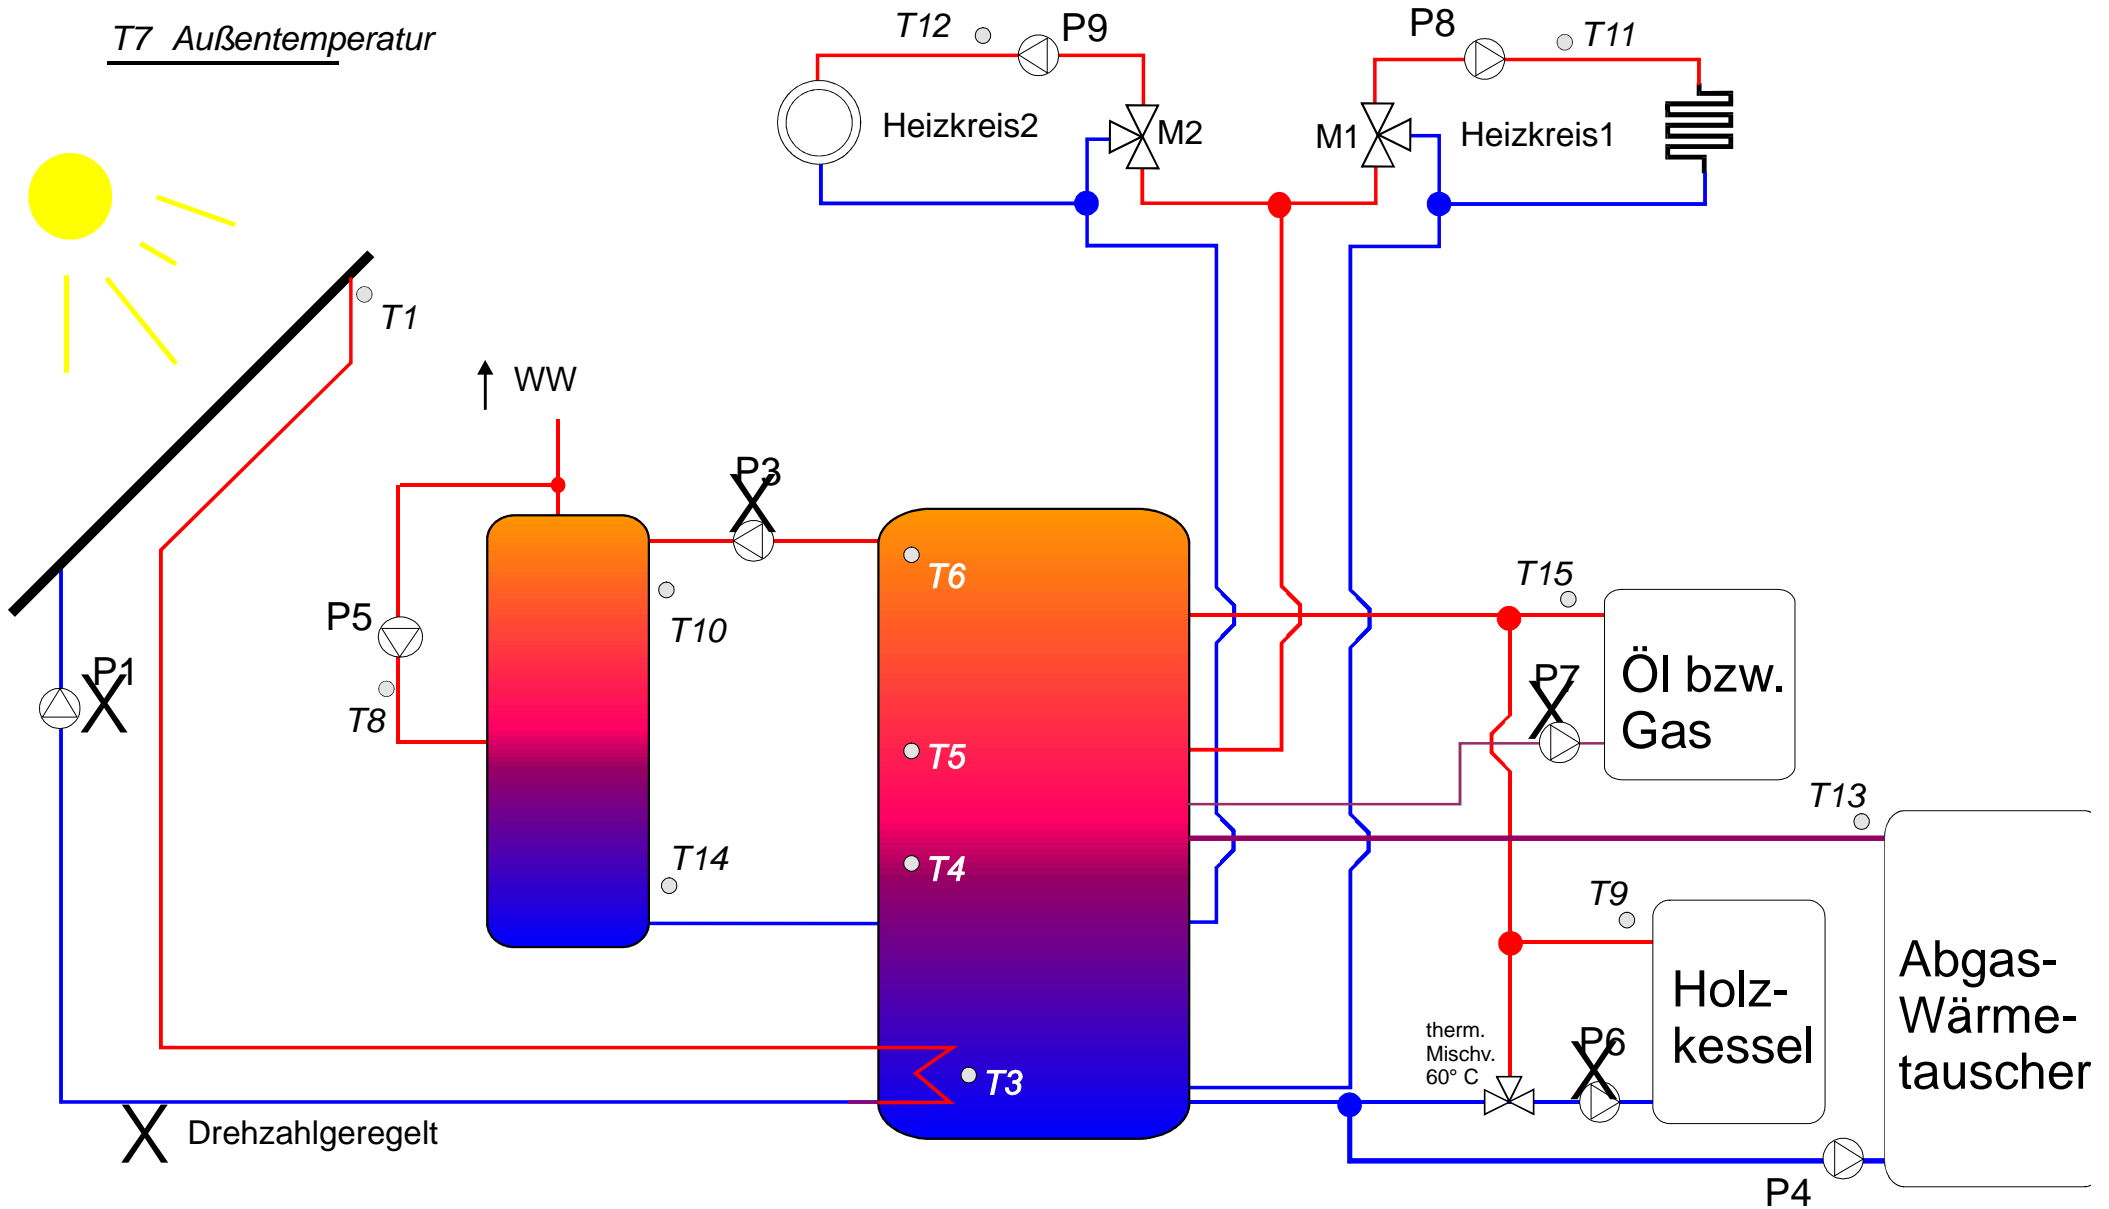 T7 Außentemperatur
T12
P9
P8
T11
Heizkreis2
M2
M1
Heizkreis1
T1
WW
P3
T6
T15
P5
T10
P1
T8
P7
Öl bzw.
Gas
T5
T13
T14
T4
T9
Abgas-
Wärme-
tauscher
Holz-
kessel
therm.
Mischv.
60° C
P6
T3
X Drehzahlgeregelt
P4